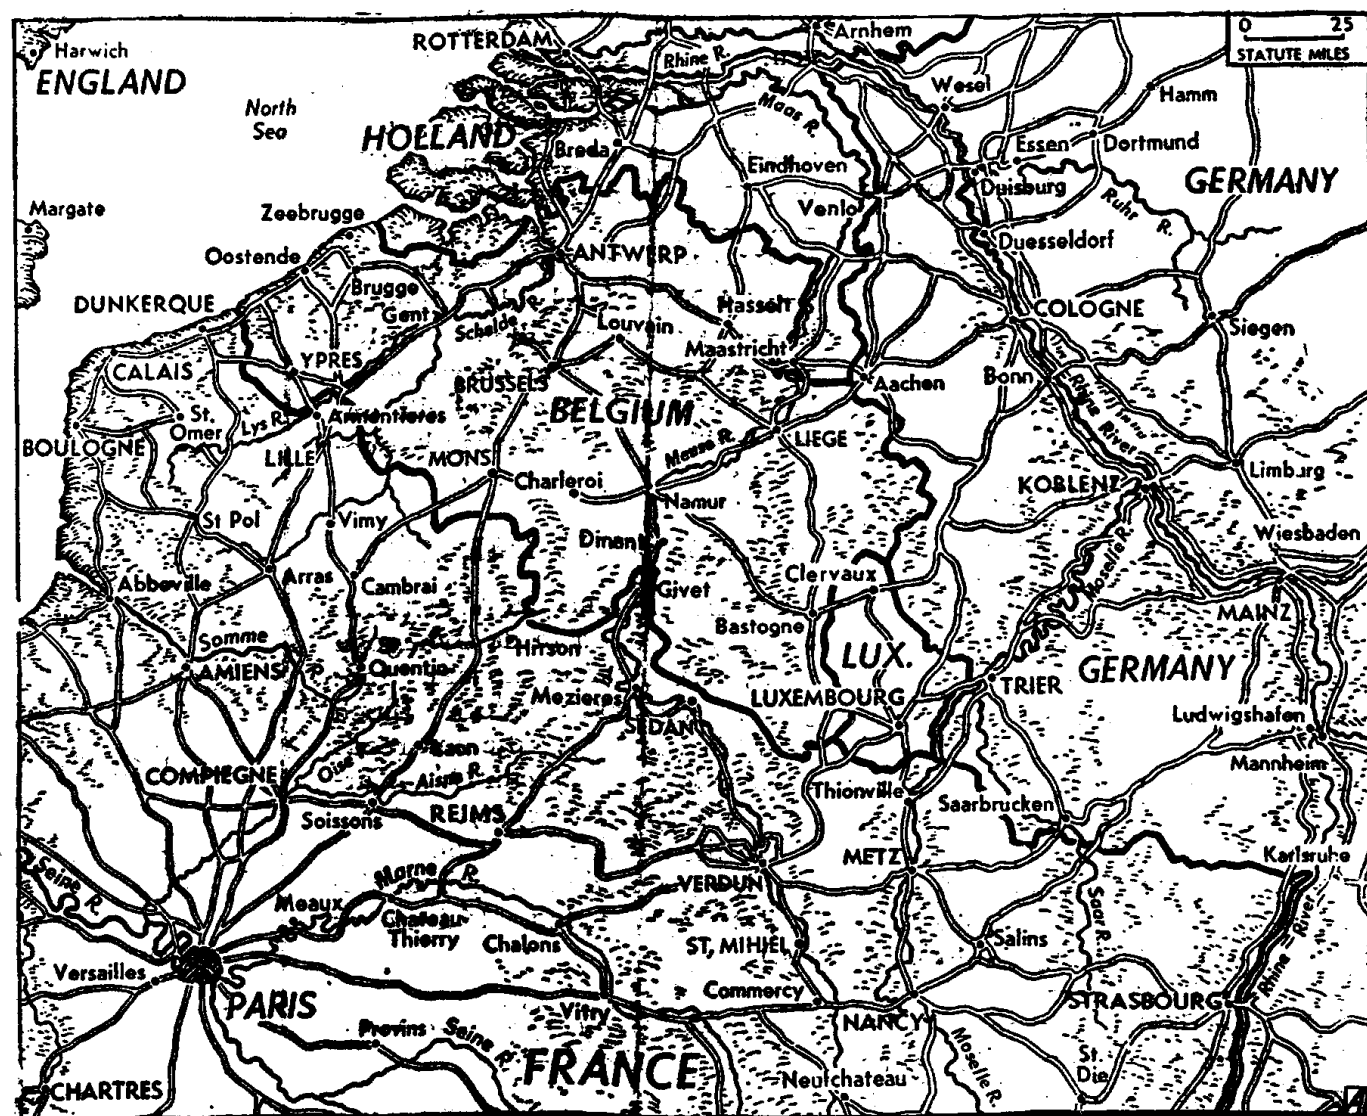 0 25
STATUTE MILES
Harwich
ENGLAND
North
Sea
ROTTERDAM
Arnhem
Rhine R.
Wesel
Hamm
Maas R.
HOLLAND
Breda
Eindhoven
Essen
Dortmund
Duisburg
GERMANY
Ruhr R.
Venlo
Margate
Zeebrugge
Oostende
ANTWERP
Duesseldorf
Brugge
DUNKERQUE
Gent
Schelde
Hasselt
COLOGNE
Siegen
Louvain
Maastricht
YPRES
CALAIS
BRUSSELS
Aachen
Bonn
Rhine River
St.
Omer
Lys R.
Armentieres
BELGIUM
BOULOGNE
LILLE
MONS
Meuse R.
LIEGE
Limburg
Charleroi
Namur
KOBLENZ
St Pol
Vimy
Wiesbaden
Dinant
Moselle R.
Abbeville
Arras
Cambrai
Givet
Clervaux
MAINZ
Bastogne
Somme
AMIENS
Quentin
Hirson
LUX.
GERMANY
TRIER
Mezieres
LUXEMBOURG
Ludwigshafen
SEDAN
Laon
Oise
Aisne R.
Mannheim
COMPIEGNE
Thionville
Saarbrucken
Soissons
REIMS
METZ
Karlsruhe
Seine R.
Marne R.
VERDUN
Saar R.
Meaux
Chateau
Thierry
Chalons
ST, MIHIEL
Salins
Rhine River
Versailles
PARIS
Vitry
Commercy
NANCY
STRASBOURG
Provins
Seine R.
FRANCE
Moselle R.
St
Die
CHARTRES
Neufchateau